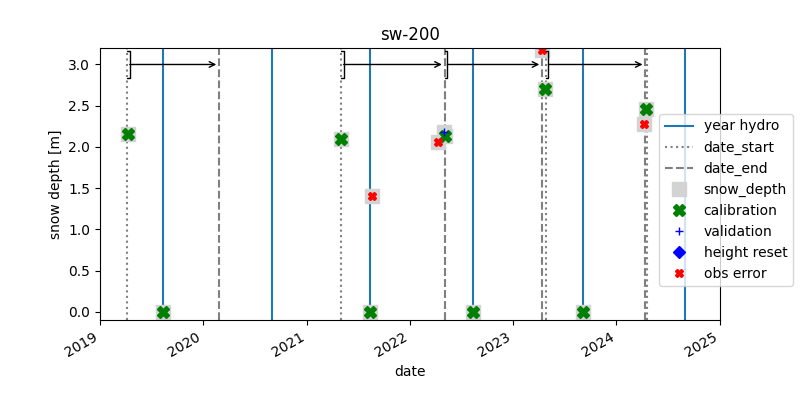 sw-200
3.0
2.5
2.0
1.5
1.0
0.5
0.0
snow depth [m]
2019
2020
2021
2022
2023
2024
2025
date
year hydro
date_start
date_end
snow_depth
calibration
validation
height reset
obs error